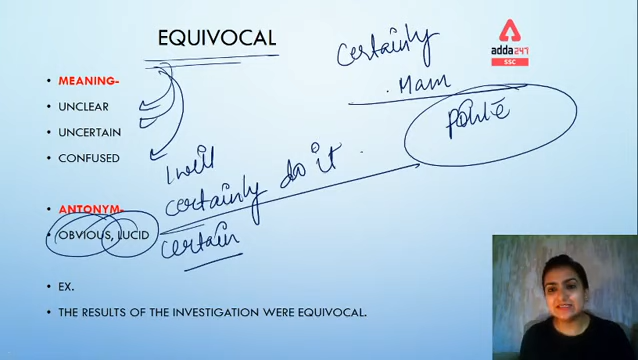 EQUIVOCAL
certainly
. Mam
adda247
SSC
• MEANING-
• UNCLEAR
• UNCERTAIN
• CONFUSED
polite
I will
certainly do it .
certain
• ANTONYM-
• OBVIOUS, LUCID
• EX.
• THE RESULTS OF THE INVESTIGATION WERE EQUIVOCAL.